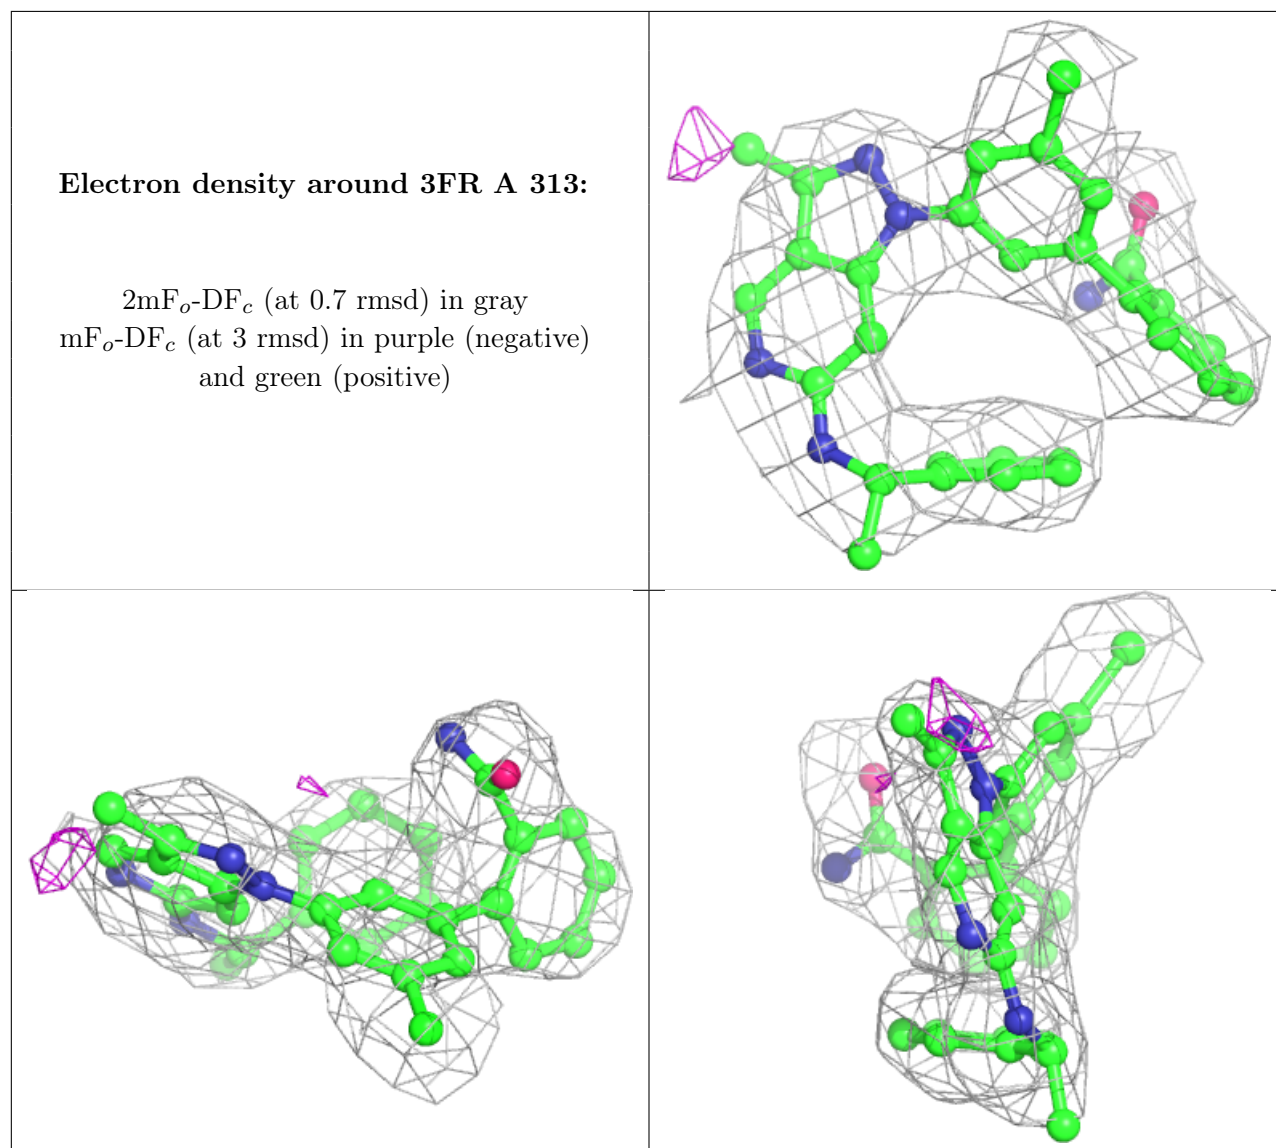 Electron density around 3FR A 313:
2mFo-DFc (at 0.7 rmsd) in gray
mFo-DFc (at 3 rmsd) in purple (negative)
and green (positive)